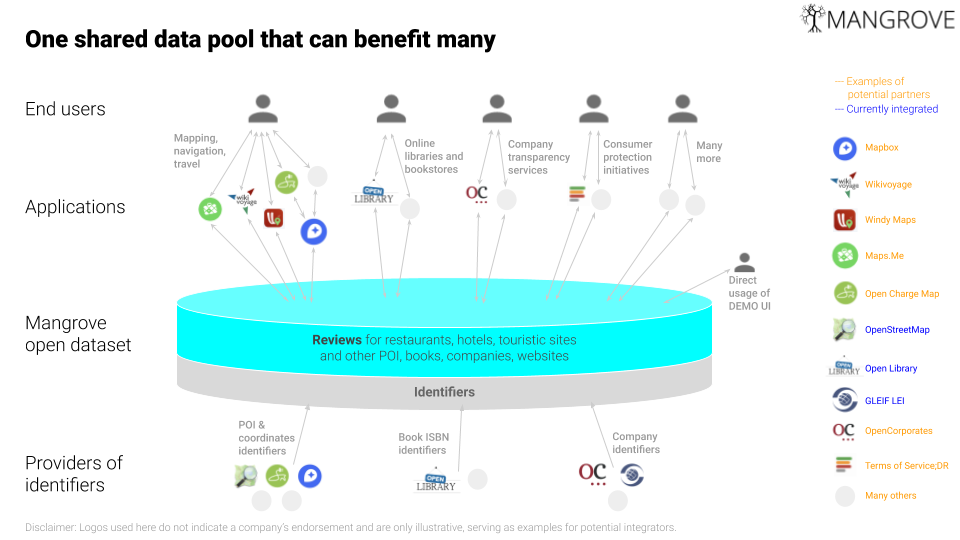 MANGROVE
One shared data pool that can benefit many
--- Examples of
potential partners
--- Currently integrated
End users
Mapping,
navigation,
travel
Online
libraries and
bookstores
Company
transparency
services
Consumer
protection
initiatives
Many
more
Applications
wiki
voyage
OPEN
LIBRARY
OC
Direct
usage of
DEMO UI
Mangrove
open dataset
Reviews for restaurants, hotels, touristic sites
and other POI, books, companies, websites
Identifiers
POI &
coordinates
identifiers
Book ISBN
identifiers
Company
identifiers
Providers of
identifiers
OPEN
LIBRARY
OC
Mapbox
wiki
voyage
Wikivoyage
Windy Maps
Maps.Me
Open Charge Map
OpenStreetMap
OPEN
LIBRARY
Open Library
GLEIF LEI
OC
OpenCorporates
Terms of Service;DR
Many others
Disclaimer: Logos used here do not indicate a company's endorsement and are only illustrative, serving as examples for potential integrators.